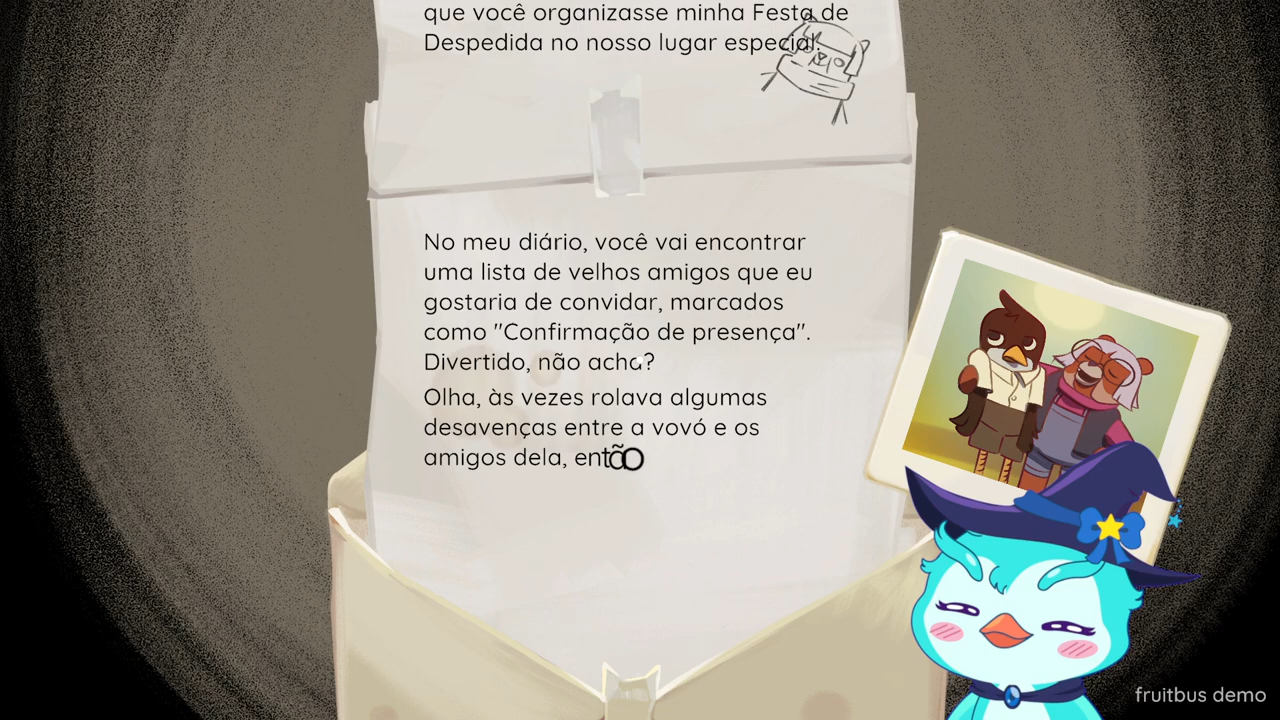 que você organizasse minha Festa de
Despedida no nosso lugar especial.
No meu diário, você vai encontrar
uma lista de velhos amigos que eu
gostaria de convidar, marcados
como "Confirmação de presença".
Divertido, não acha?
Olha, às vezes rolava algumas
desavenças entre a vovó e os
amigos dela, então
fruitbus demo